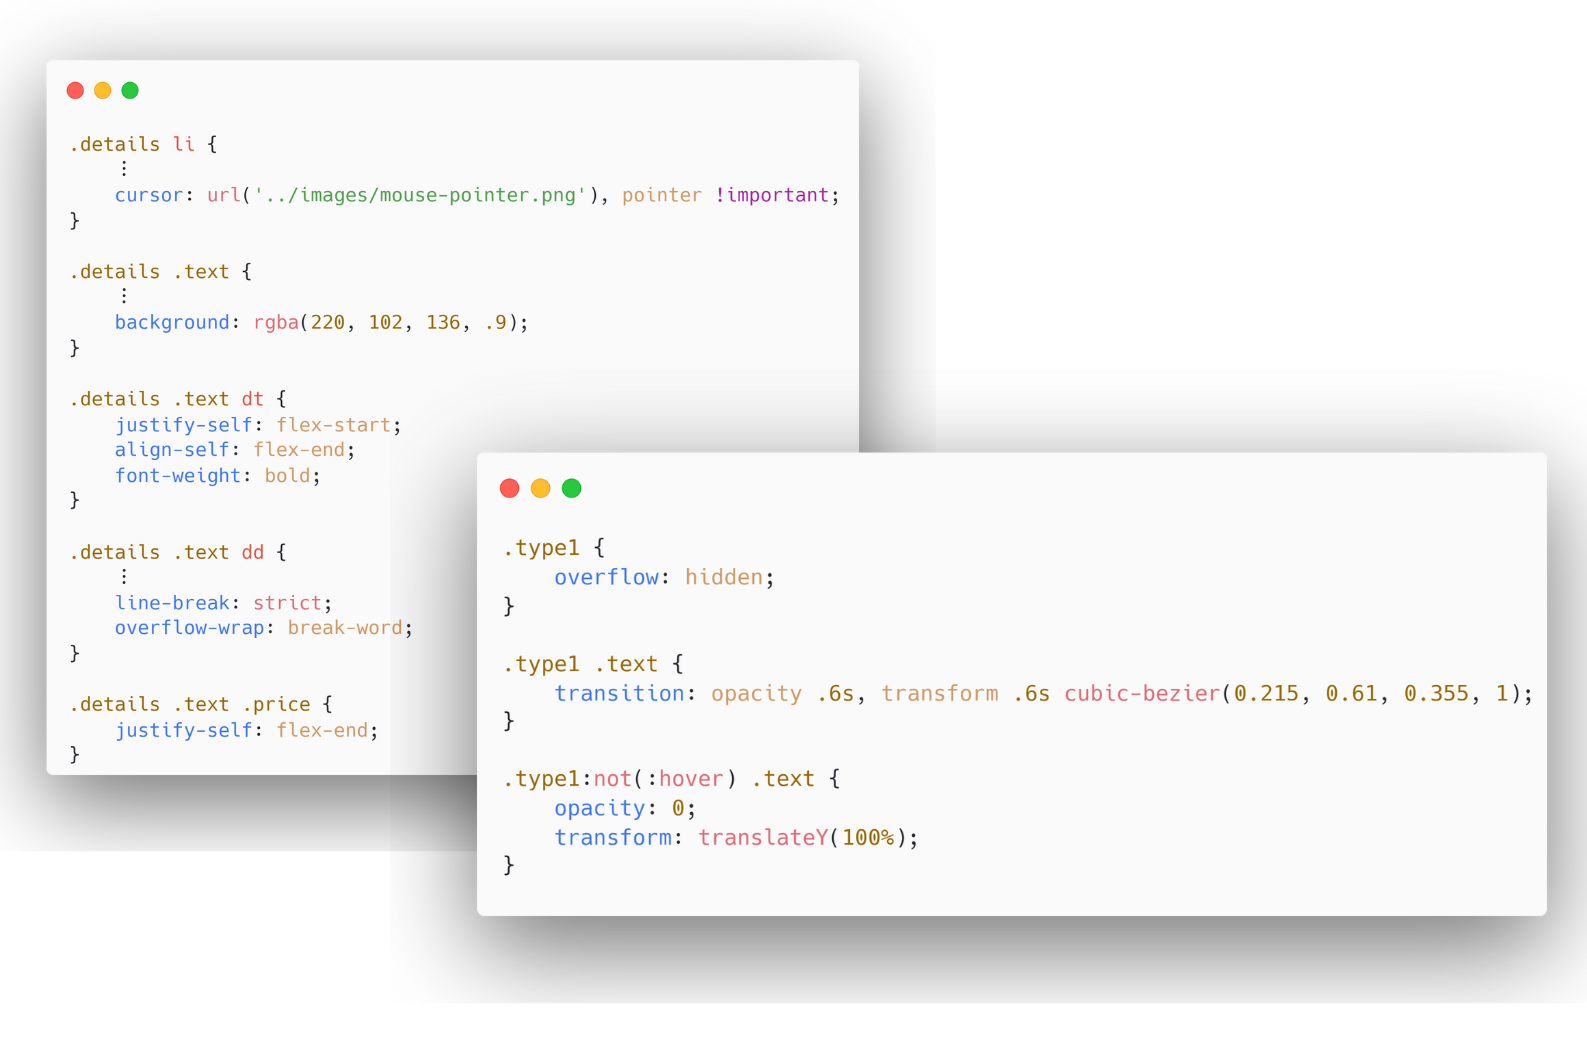 .details li {
    ⋮
    cursor: url('../images/mouse-pointer.png'), pointer !important;
}

.details .text {
    ⋮
    background: rgba(220, 102, 136, .9);
}

.details .text dt {
    justify-self: flex-start;
    align-self: flex-end;
    font-weight: bold;
}

.details .text dd {
    ⋮
    line-break: strict;
    overflow-wrap: break-word;
}

.details .text .price {
    justify-self: flex-end;
}

.type1 {
    overflow: hidden;
}

.type1 .text {
    transition: opacity .6s, transform .6s cubic-bezier(0.215, 0.61, 0.355, 1);
}

.type1:not(:hover) .text {
    opacity: 0;
    transform: translateY(100%);
}